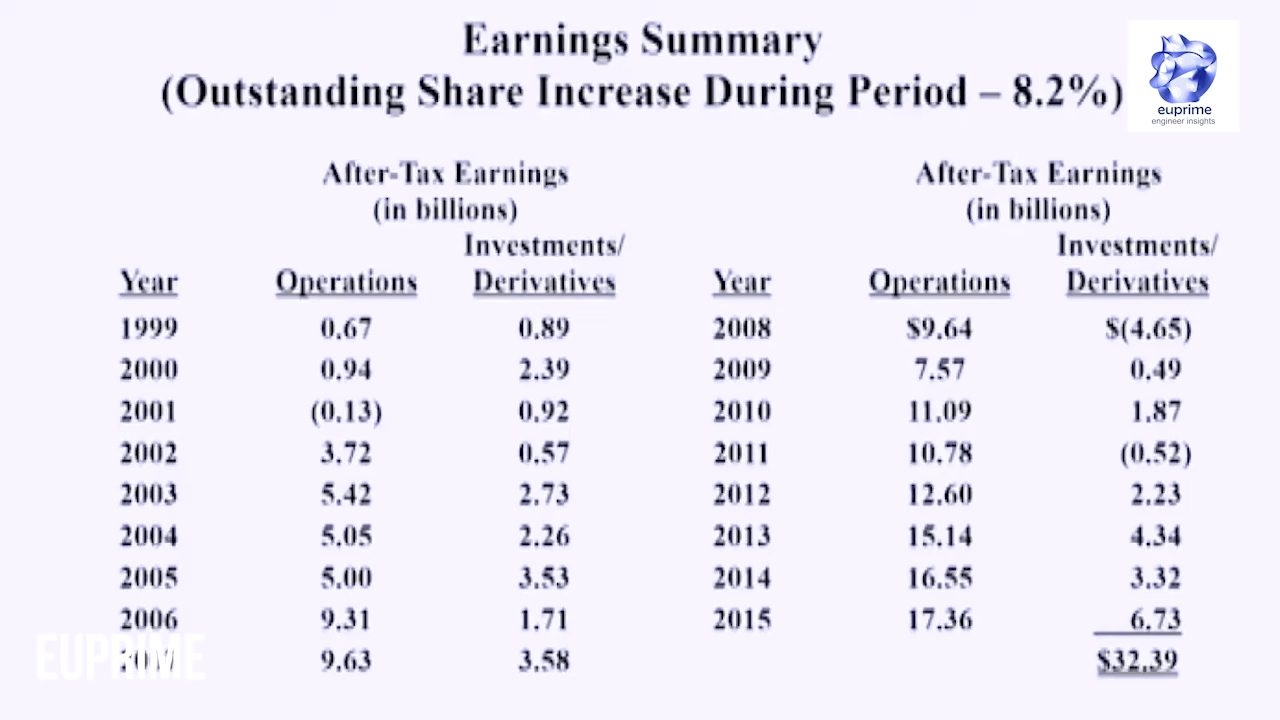 Earnings Summary
(Outstanding Share Increase During Period – 8.2%)
euprime
engineer insights
After-Tax Earnings After-Tax Earnings
(in billions) (in billions)
Investments/ Investments/
Year Operations Derivatives Year Operations Derivatives
1999 0.67 0.89 2008 $9.64 $(4.65)
2000 0.94 2.39 2009 7.57 0.49
2001 (0.13) 0.92 2010 11.09 1.87
2002 3.72 0.57 2011 10.78 (0.52)
2003 5.42 2.73 2012 12.60 2.23
2004 5.05 2.26 2013 15.14 4.34
2005 5.00 3.53 2014 16.55 3.32
2006 9.31 1.71 2015 17.36 6.73
9.63 3.58 $32.39
EUPRIME